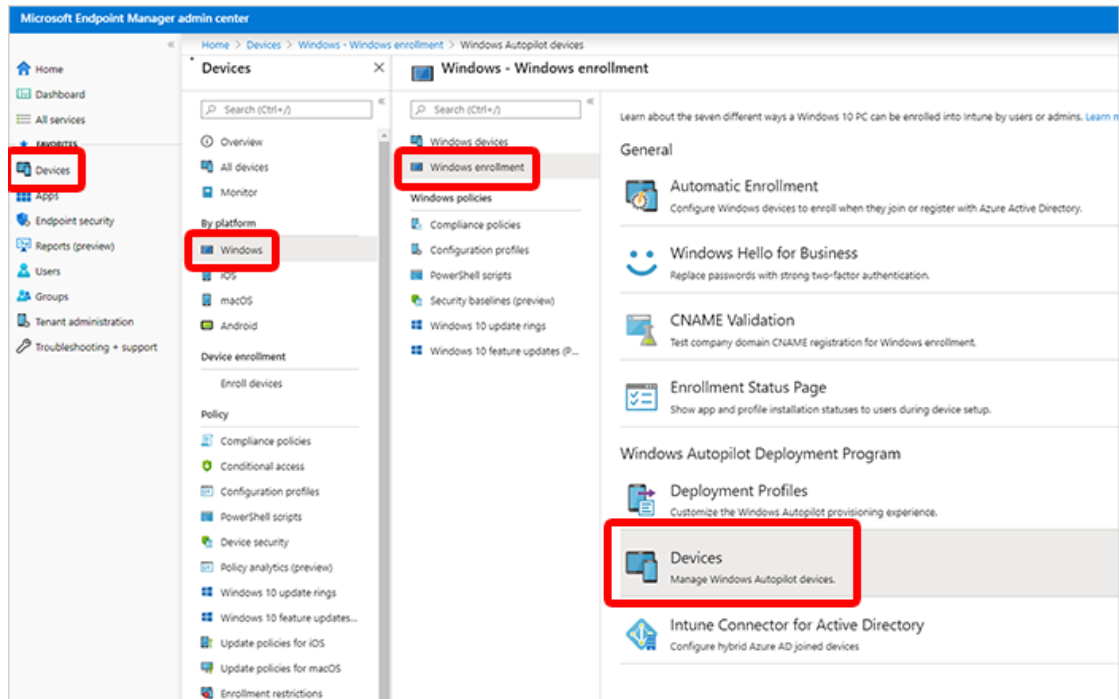 Microsoft Endpoint Manager admin center
Home > Devices > Windows - Windows enrollment > Windows Autopilot devices
Home
Dashboard
All services
FAVORITES
Devices
Apps
Endpoint security
Reports (preview)
Users
Groups
Tenant administration
Troubleshooting + support
Devices
Search (Ctrl+/)
Overview
All devices
Monitor
By platform
Windows
iOS
macOS
Android
Device enrollment
Enroll devices
Policy
Compliance policies
Conditional access
Configuration profiles
PowerShell scripts
Device security
Policy analytics (preview)
Windows 10 update rings
Windows 10 feature updates...
Update policies for iOS
Update policies for macOS
Enrollment restrictions
Windows - Windows enrollment
Search (Ctrl+/)
Windows devices
Windows enrollment
Windows policies
Compliance policies
Configuration profiles
PowerShell scripts
Security baselines (preview)
Windows 10 update rings
Windows 10 feature updates (P...
Learn about the seven different ways a Windows 10 PC can be enrolled into Intune by users or admins. Learn
General
Automatic Enrollment
Configure Windows devices to enroll when they join or register with Azure Active Directory.
Windows Hello for Business
Replace passwords with strong two-factor authentication.
CNAME Validation
Test company domain CNAME registration for Windows enrollment.
Enrollment Status Page
Show app and profile installation statuses to users during device setup.
Windows Autopilot Deployment Program
Deployment Profiles
Customize the Windows Autopilot provisioning experience.
Devices
Manage Windows Autopilot devices.
Intune Connector for Active Directory
Configure hybrid Azure AD joined devices